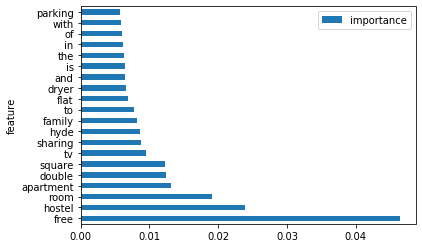 importance
feature
parking
with
of
in
the
is
and
dryer
flat
to
family
hyde
sharing
tv
square
double
apartment
room
hostel
free
0.00 0.01 0.02 0.03 0.04